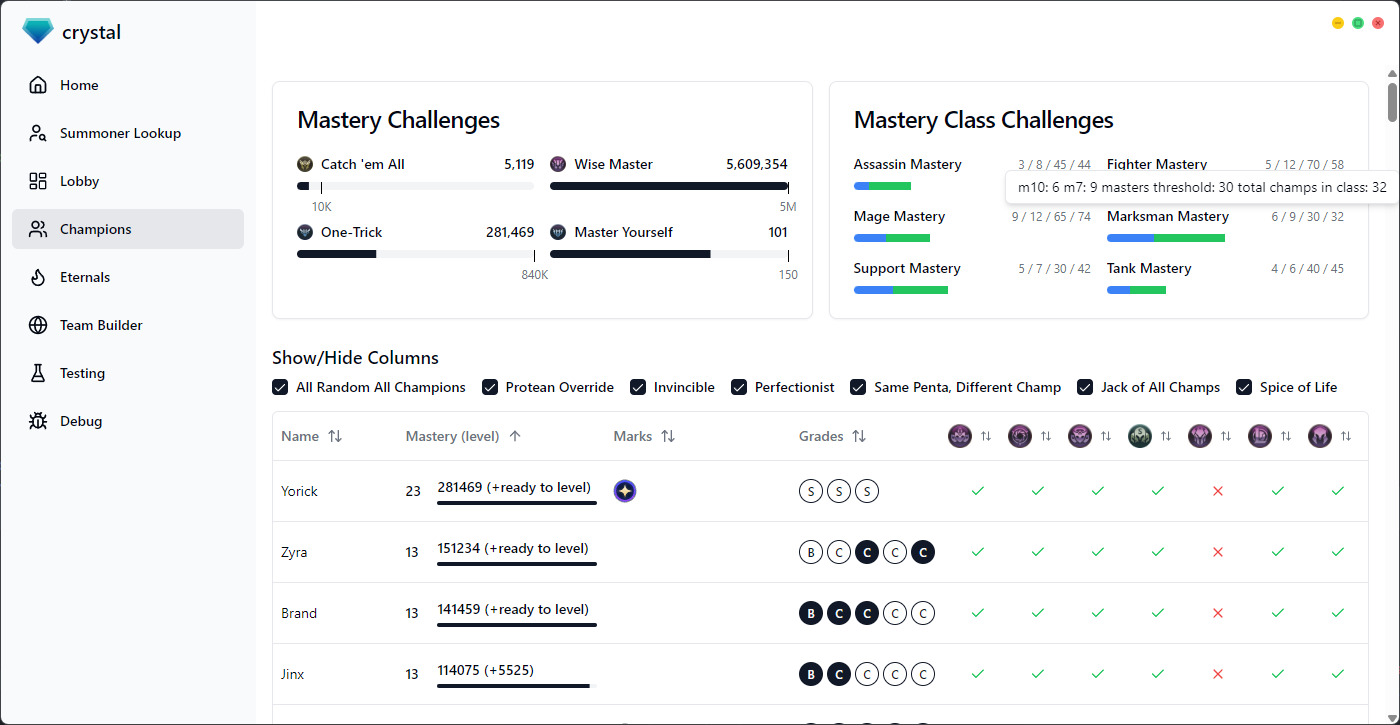 crystal
Home
Summoner Lookup
Lobby
Champions
Eternals
Team Builder
Testing
Debug
Mastery Challenges
Catch 'em All 5,119
10K
Wise Master 5,609,354
5M
One-Trick 281,469
840K
Master Yourself 101
150
Mastery Class Challenges
Assassin Mastery 3 / 8 / 45 / 44
Fighter Mastery 5 / 12 / 70 / 58
m10: 6 m7: 9 masters threshold: 30 total champs in class: 32
Mage Mastery 9 / 12 / 65 / 74
Marksman Mastery 6 / 9 / 30 / 32
Support Mastery 5 / 7 / 30 / 42
Tank Mastery 4 / 6 / 40 / 45
Show/Hide Columns
All Random All Champions Protean Override Invincible Perfectionist Same Penta, Different Champ Jack of All Champs Spice of Life
Name Mastery (level) Marks Grades
Yorick 23 281469 (+ready to level) S S S
Zyra 13 151234 (+ready to level) B C C C C
Brand 13 141459 (+ready to level) B C C C C
Jinx 13 114075 (+5525) B C C C C